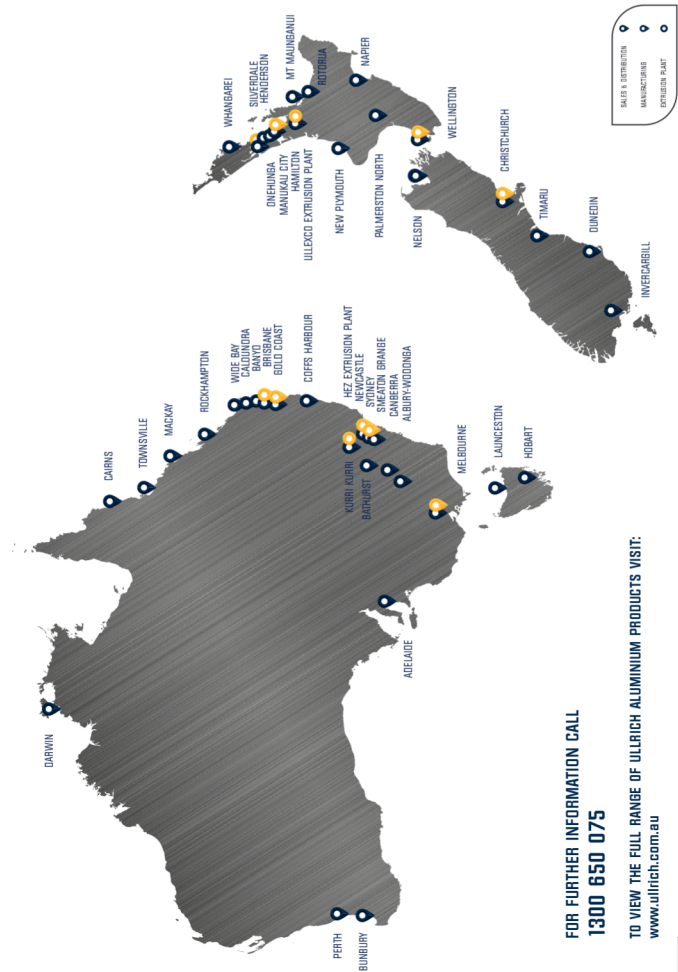 DARWIN
CAIRNS
TOWNSVILLE
MACKAY
ROCKHAMPTON
WIDE BAY
CALOUNDRA
BANYO
BRISBANE
GOLD COAST
COFFS HARBOUR
HEZ EXTRUSION PLANT
NEWCASTLE
SYDNEY
SMEATON GRANGE
CANBERRA
ALBURY-WODONGA
KURRI KURRI
BATHURST
MELBOURNE
LAUNCESTON
HOBART
ADELAIDE
PERTH
BUNBURY
WHANGAREI
SILVERDALE
HENDERSON
MT MAUNGANUI
ROTORUA
NAPIER
ONEHUNGA
MANUKAU CITY
HAMILTON
ULLEXCO EXTRUSION PLANT
NEW PLYMOUTH
PALMERSTON NORTH
WELLINGTON
NELSON
CHRISTCHURCH
TIMARU
DUNEDIN
INVERCARGILL
SALES & DISTRIBUTION
MANUFACTURING
EXTRUSION PLANT
FOR FURTHER INFORMATION CALL
1300 650 075
TO VIEW THE FULL RANGE OF ULLRICH ALUMINIUM PRODUCTS VISIT:
www.ullrich.com.au